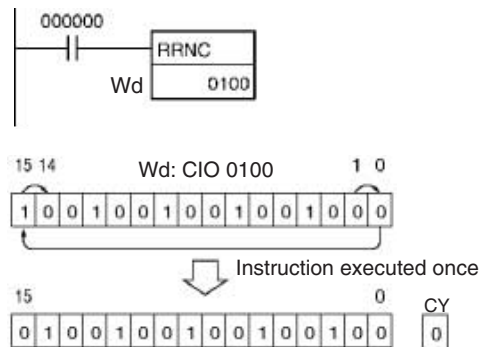 000000
RRNC
Wd 0100
15 14 Wd: CIO 0100 1 0
1 0 0 1 0 0 1 0 0 1 0 0 1 0 0 0
Instruction executed once
15 0 CY
0 1 0 0 1 0 0 1 0 0 1 0 0 1 0 0 0